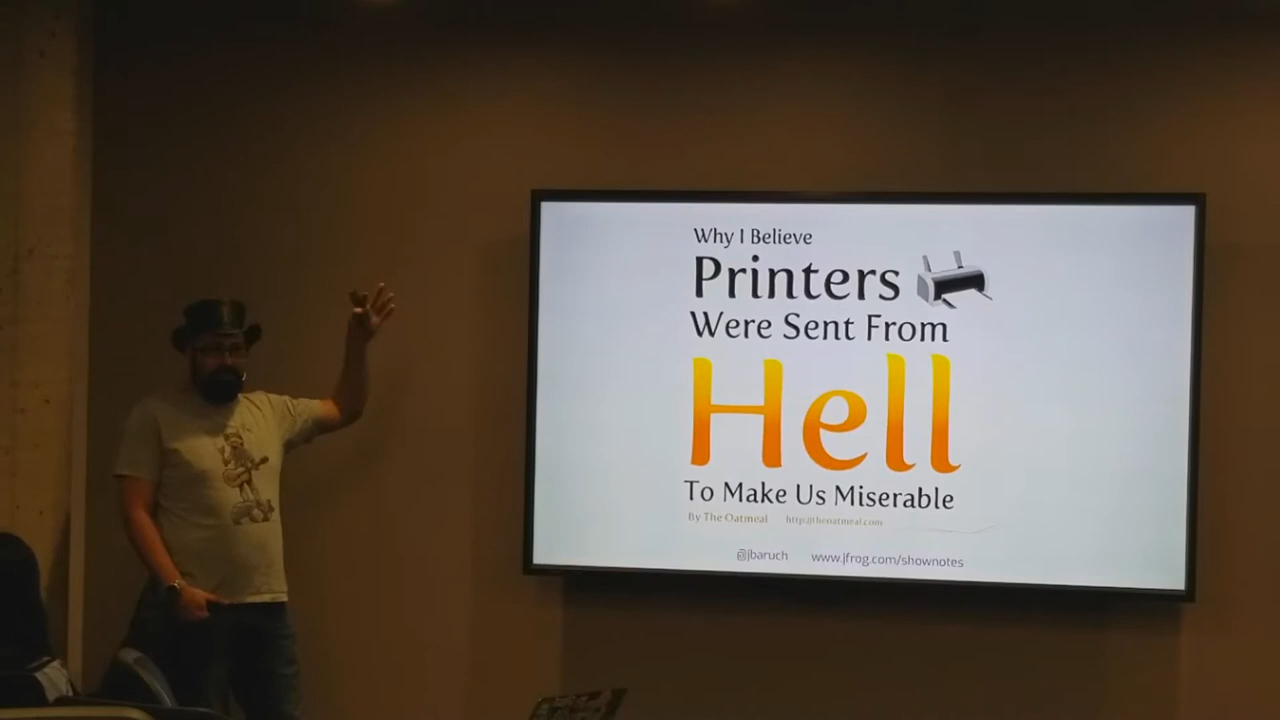 Why I Believe
Printers
Were Sent From
Hell
To Make Us Miserable
By The Oatmeal http://theoatmeal.com
@jbaruch www.jfrog.com/shownotes